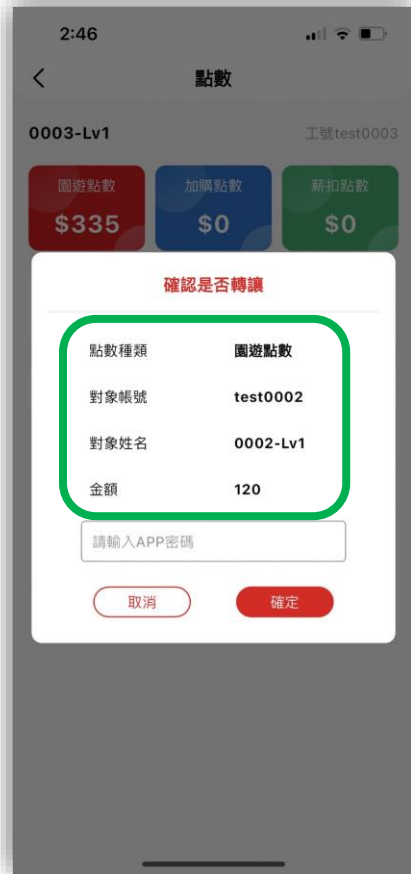 2:46
點數
0003-Lv1 工號test0003
園遊點數 加購點數 薪扣點數
$335 $0 $0
確認是否轉讓
點數種類 園遊點數
對象帳號 test0002
對象姓名 0002-Lv1
金額 120
請輸入APP密碼
取消 確定